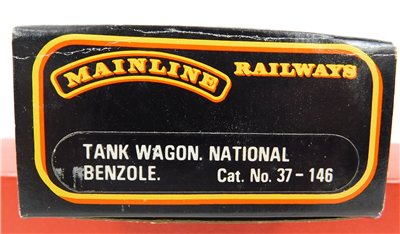 MAINLINE RAILWAYS
TANK WAGON. NATIONAL
BENZOLE. Cat. No. 37-146